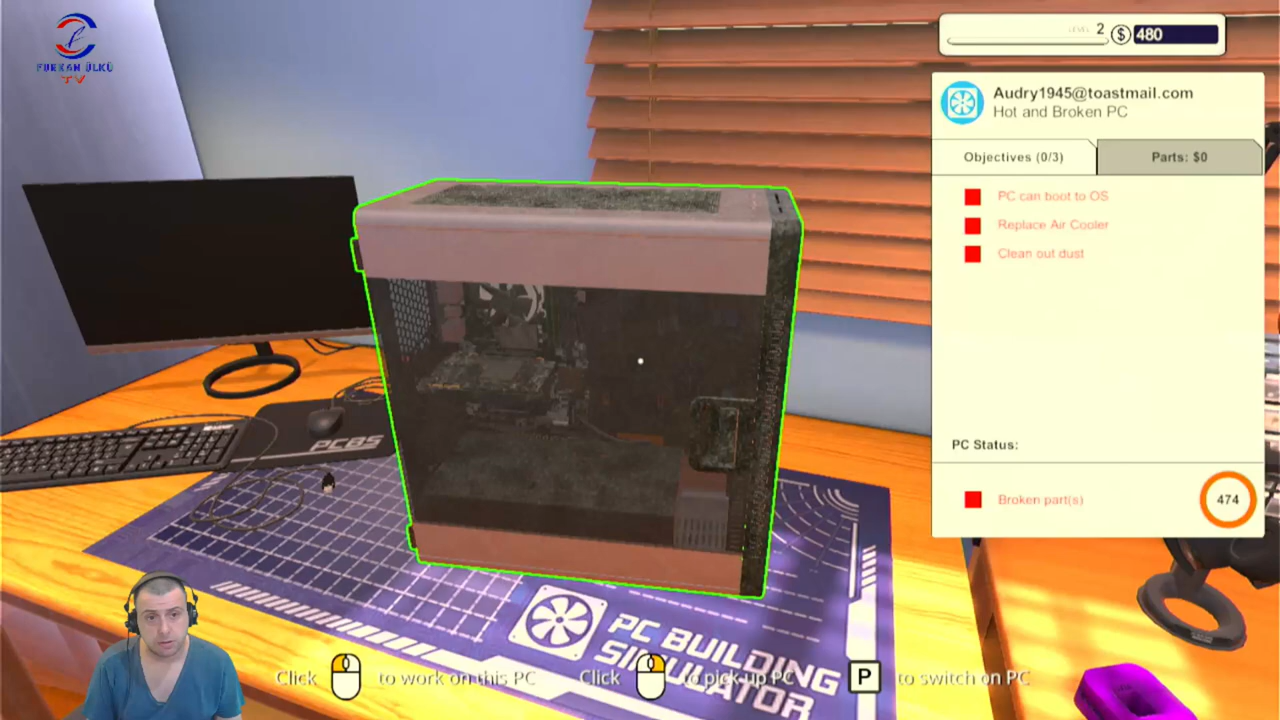 FURKAN ÜLKÜ
TV
LEVEL 2 $ 480
Audry1945@toastmail.com
Hot and Broken PC
Objectives (0/3)
Parts: $0
PC can boot to OS
Replace Air Cooler
Clean out dust
PC Status:
Broken part(s)
474
PCBS
PC BUILDING
SIMULATOR
Click to work on this PC
Click to pick up PC
P to switch on PC